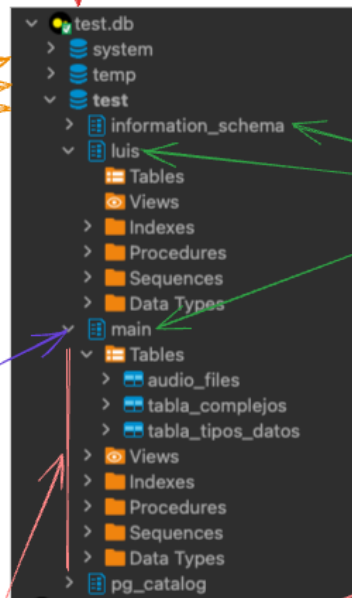 test.db
system
temp
test
information_schema
luis
Tables
Views
Indexes
Procedures
Sequences
Data Types
main
Tables
audio_files
tabla_complejos
tabla_tipos_datos
Views
Indexes
Procedures
Sequences
Data Types
pg_catalog